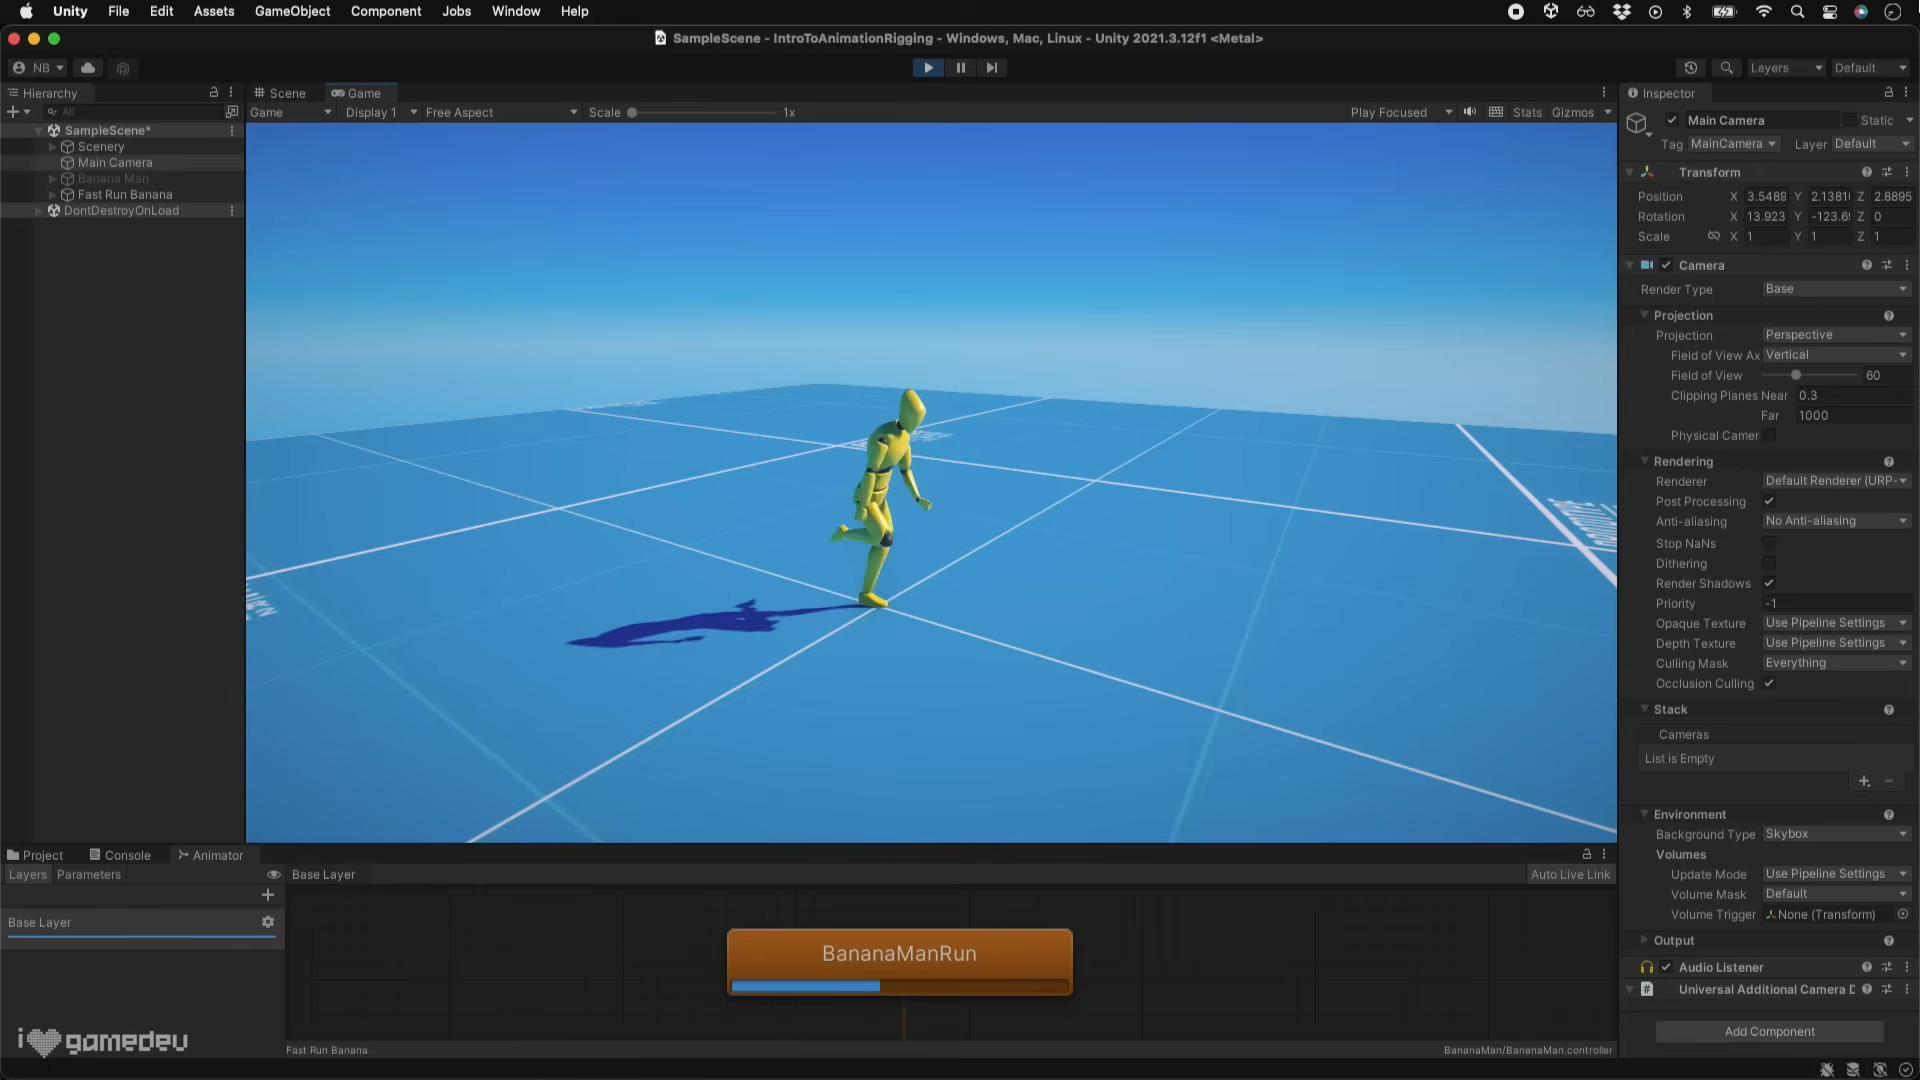 Unity File Edit Assets GameObject Component Jobs Window Help
SampleScene - IntroToAnimationRigging - Windows, Mac, Linux - Unity 2021.3.12f1 <Metal>
NB
Layers
Default
Hierarchy
All
SampleScene*
Scenery
Main Camera
Banana Man
Fast Run Banana
DontDestroyOnLoad
Scene
Game
Game
Display 1
Free Aspect
Scale
1x
Play Focused
Stats
Gizmos
Inspector
Main Camera
Static
Tag MainCamera Layer Default
Transform
Position X 3.5489 Y 2.1381 Z 2.8895
Rotation X 13.923 Y -123.6 Z 0
Scale X 1 Y 1 Z 1
Camera
Render Type Base
Projection
Projection Perspective
Field of View Ax Vertical
Field of View 60
Clipping Planes Near 0.3
Far 1000
Physical Camer
Rendering
Renderer Default Renderer (URP-
Post Processing
Anti-aliasing No Anti-aliasing
Stop NaNs
Dithering
Render Shadows
Priority -1
Opaque Texture Use Pipeline Settings
Depth Texture Use Pipeline Settings
Culling Mask Everything
Occlusion Culling
Stack
Cameras
List is Empty
Environment
Background Type Skybox
Volumes
Update Mode Use Pipeline Settings
Volume Mask Default
Volume Trigger None (Transform)
Output
Audio Listener
Universal Additional Camera D
Add Component
Project
Console
Animator
Layers Parameters
Base Layer
Auto Live Link
Base Layer
BananaManRun
i gamedev
Fast Run Banana
BananaMan/BananaMan.controller